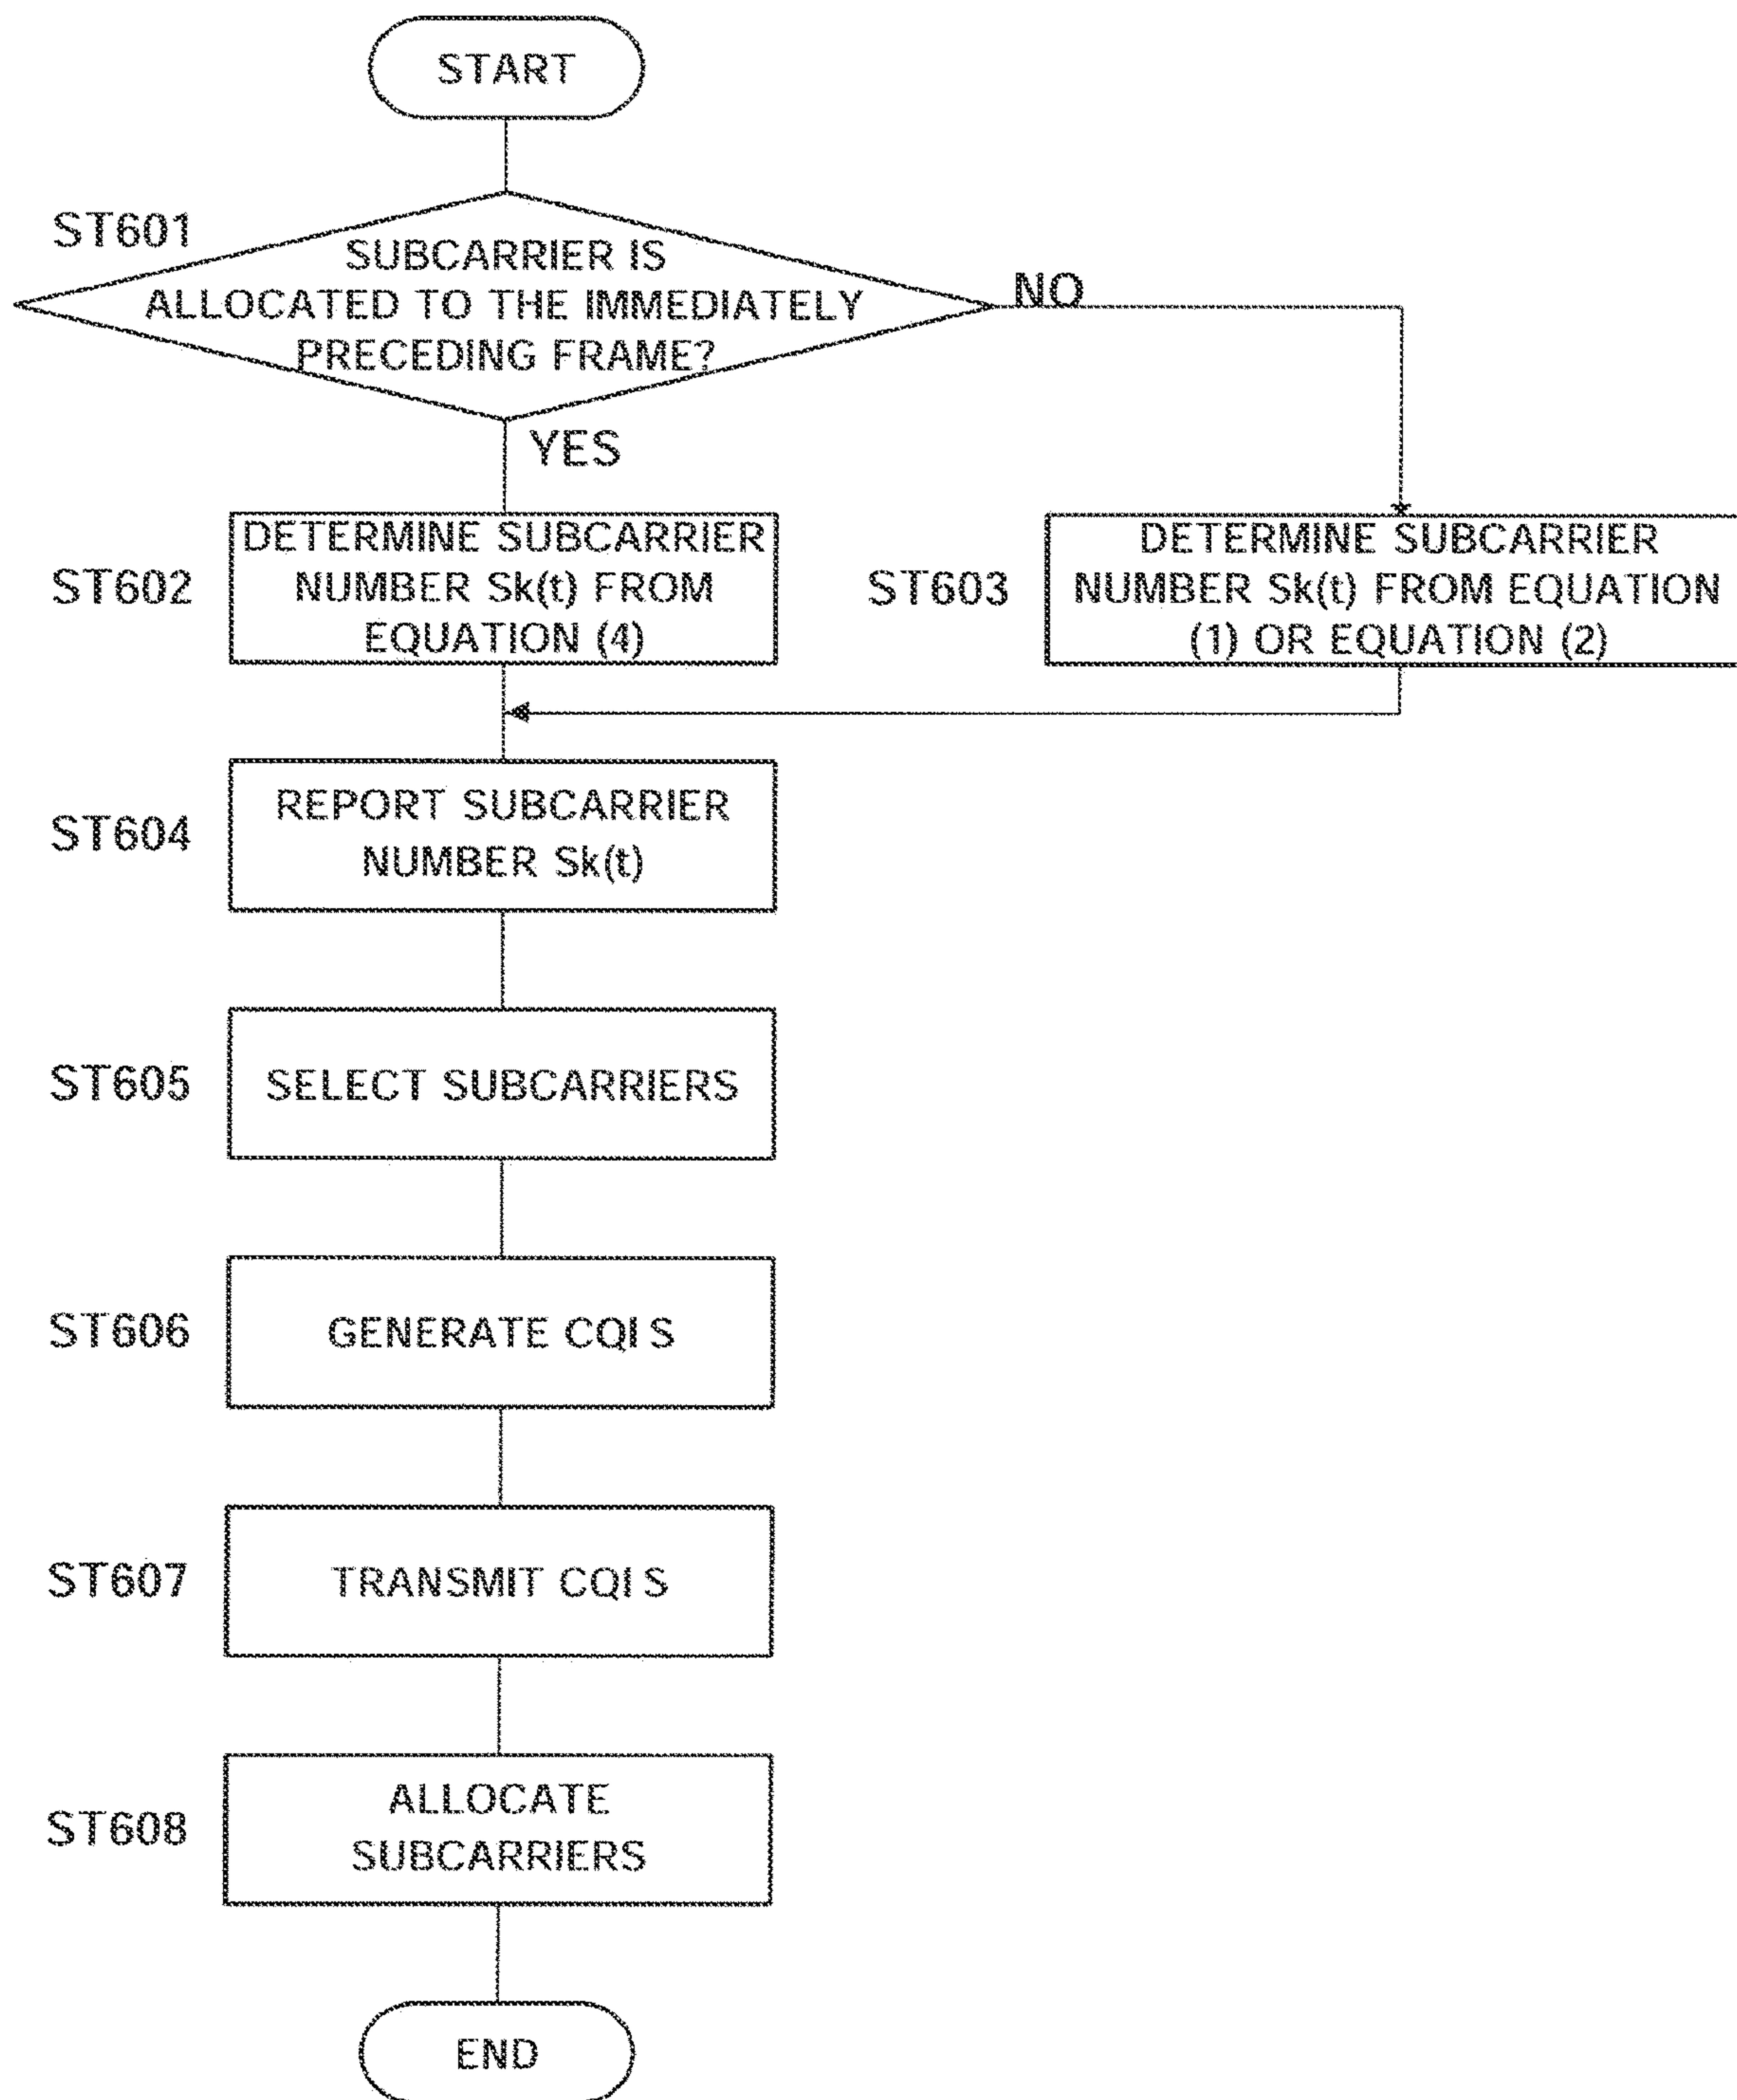 START
ST601
SUBCARRIER IS
ALLOCATED TO THE IMMEDIATELY
PRECEDING FRAME?
NO
YES
ST602
DETERMINE SUBCARRIER
NUMBER Sk(t) FROM
EQUATION (4)
ST603
DETERMINE SUBCARRIER
NUMBER Sk(t) FROM EQUATION
(1) OR EQUATION (2)
ST604
REPORT SUBCARRIER
NUMBER Sk(t)
ST605
SELECT SUBCARRIERS
ST606
GENERATE CQI S
ST607
TRANSMIT CQI S
ST608
ALLOCATE
SUBCARRIERS
END